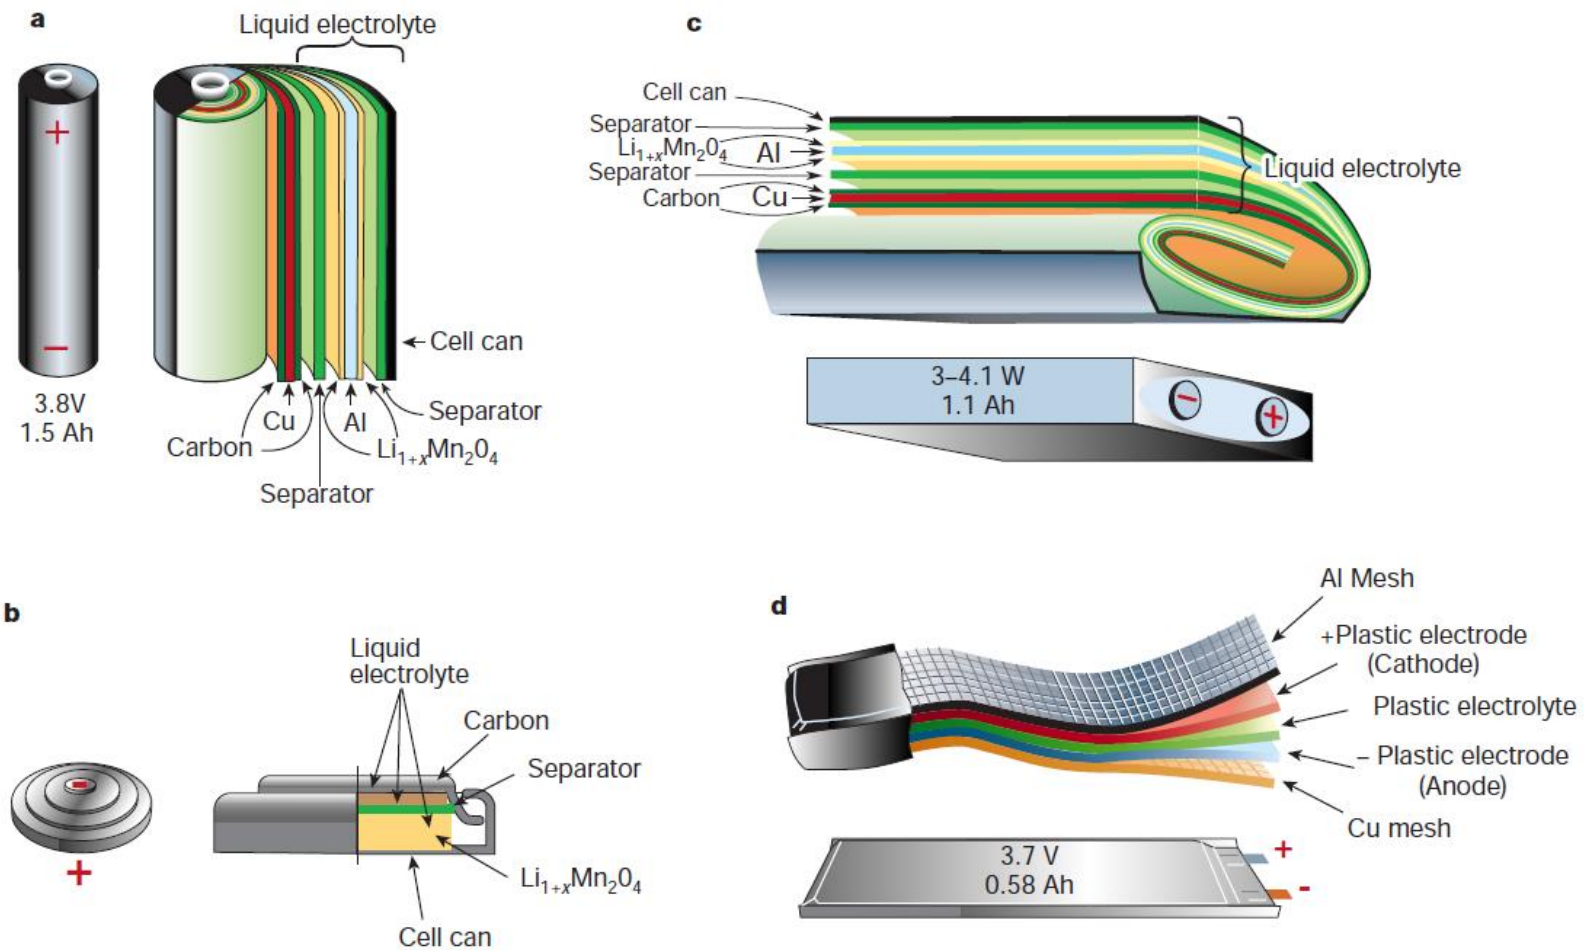 a
Liquid electrolyte
+
−
3.8V
1.5 Ah
Cell can
Cu
Al
Separator
Carbon
Li1+xMn2O4
Separator
c
Cell can
Separator
Li1+xMn2O4
Al
Separator
Carbon
Cu
Liquid electrolyte
3–4.1 W
1.1 Ah
−
+
b
Liquid
electrolyte
Carbon
Separator
−
+
Li1+xMn2O4
Cell can
d
Al Mesh
+Plastic electrode
(Cathode)
Plastic electrolyte
– Plastic electrode
(Anode)
Cu mesh
3.7 V
0.58 Ah
+
-